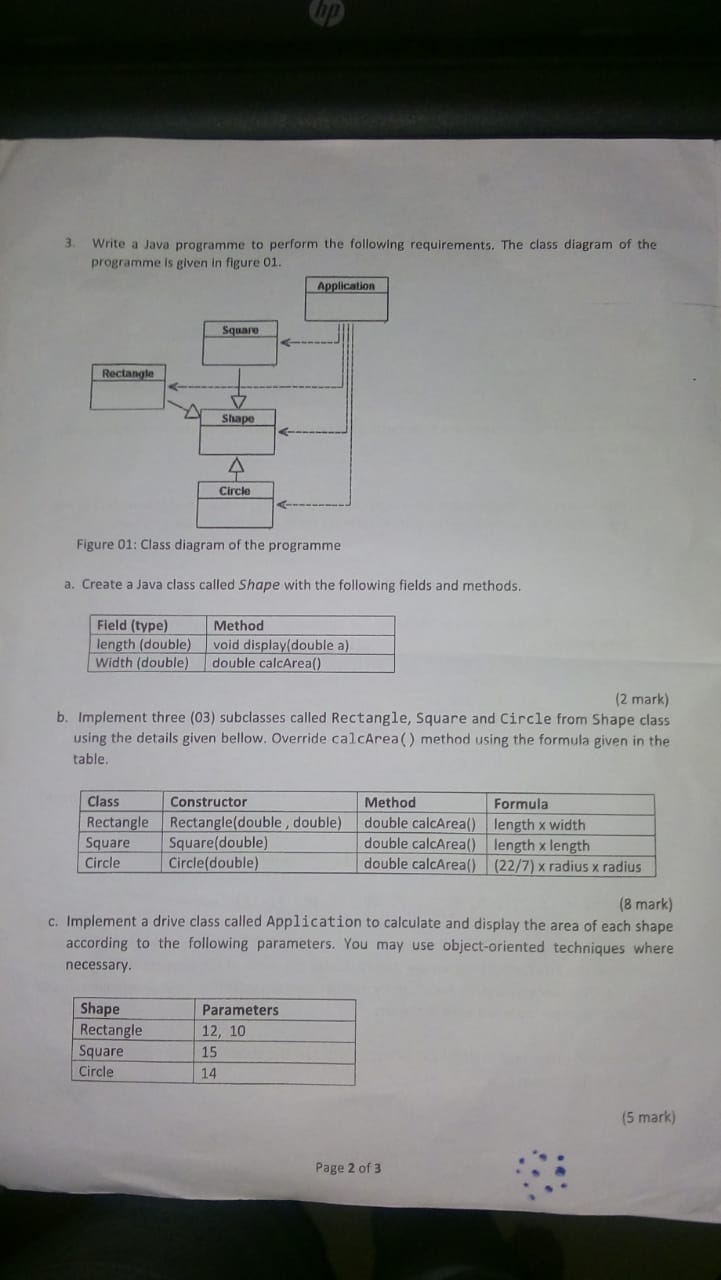 hp
3. Write a Java programme to perform the following requirements. The class diagram of the
programme is given in figure 01.
Application
Square
Rectangle
Shape
Circle
Figure 01: Class diagram of the programme
a. Create a Java class called Shape with the following fields and methods.
Field (type) Method
length (double) void display(double a)
Width (double) double calcArea()
(2 mark)
b. Implement three (03) subclasses called Rectangle, Square and Circle from Shape class
using the details given bellow. Override calcArea() method using the formula given in the
table.
Class Constructor Method Formula
Rectangle Rectangle(double , double) double calcArea() length x width
Square Square(double) double calcArea() length x length
Circle Circle(double) double calcArea() (22/7) x radius x radius
(8 mark)
c. Implement a drive class called Application to calculate and display the area of each shape
according to the following parameters. You may use object-oriented techniques where
necessary.
Shape Parameters
Rectangle 12, 10
Square 15
Circle 14
(5 mark)
Page 2 of 3